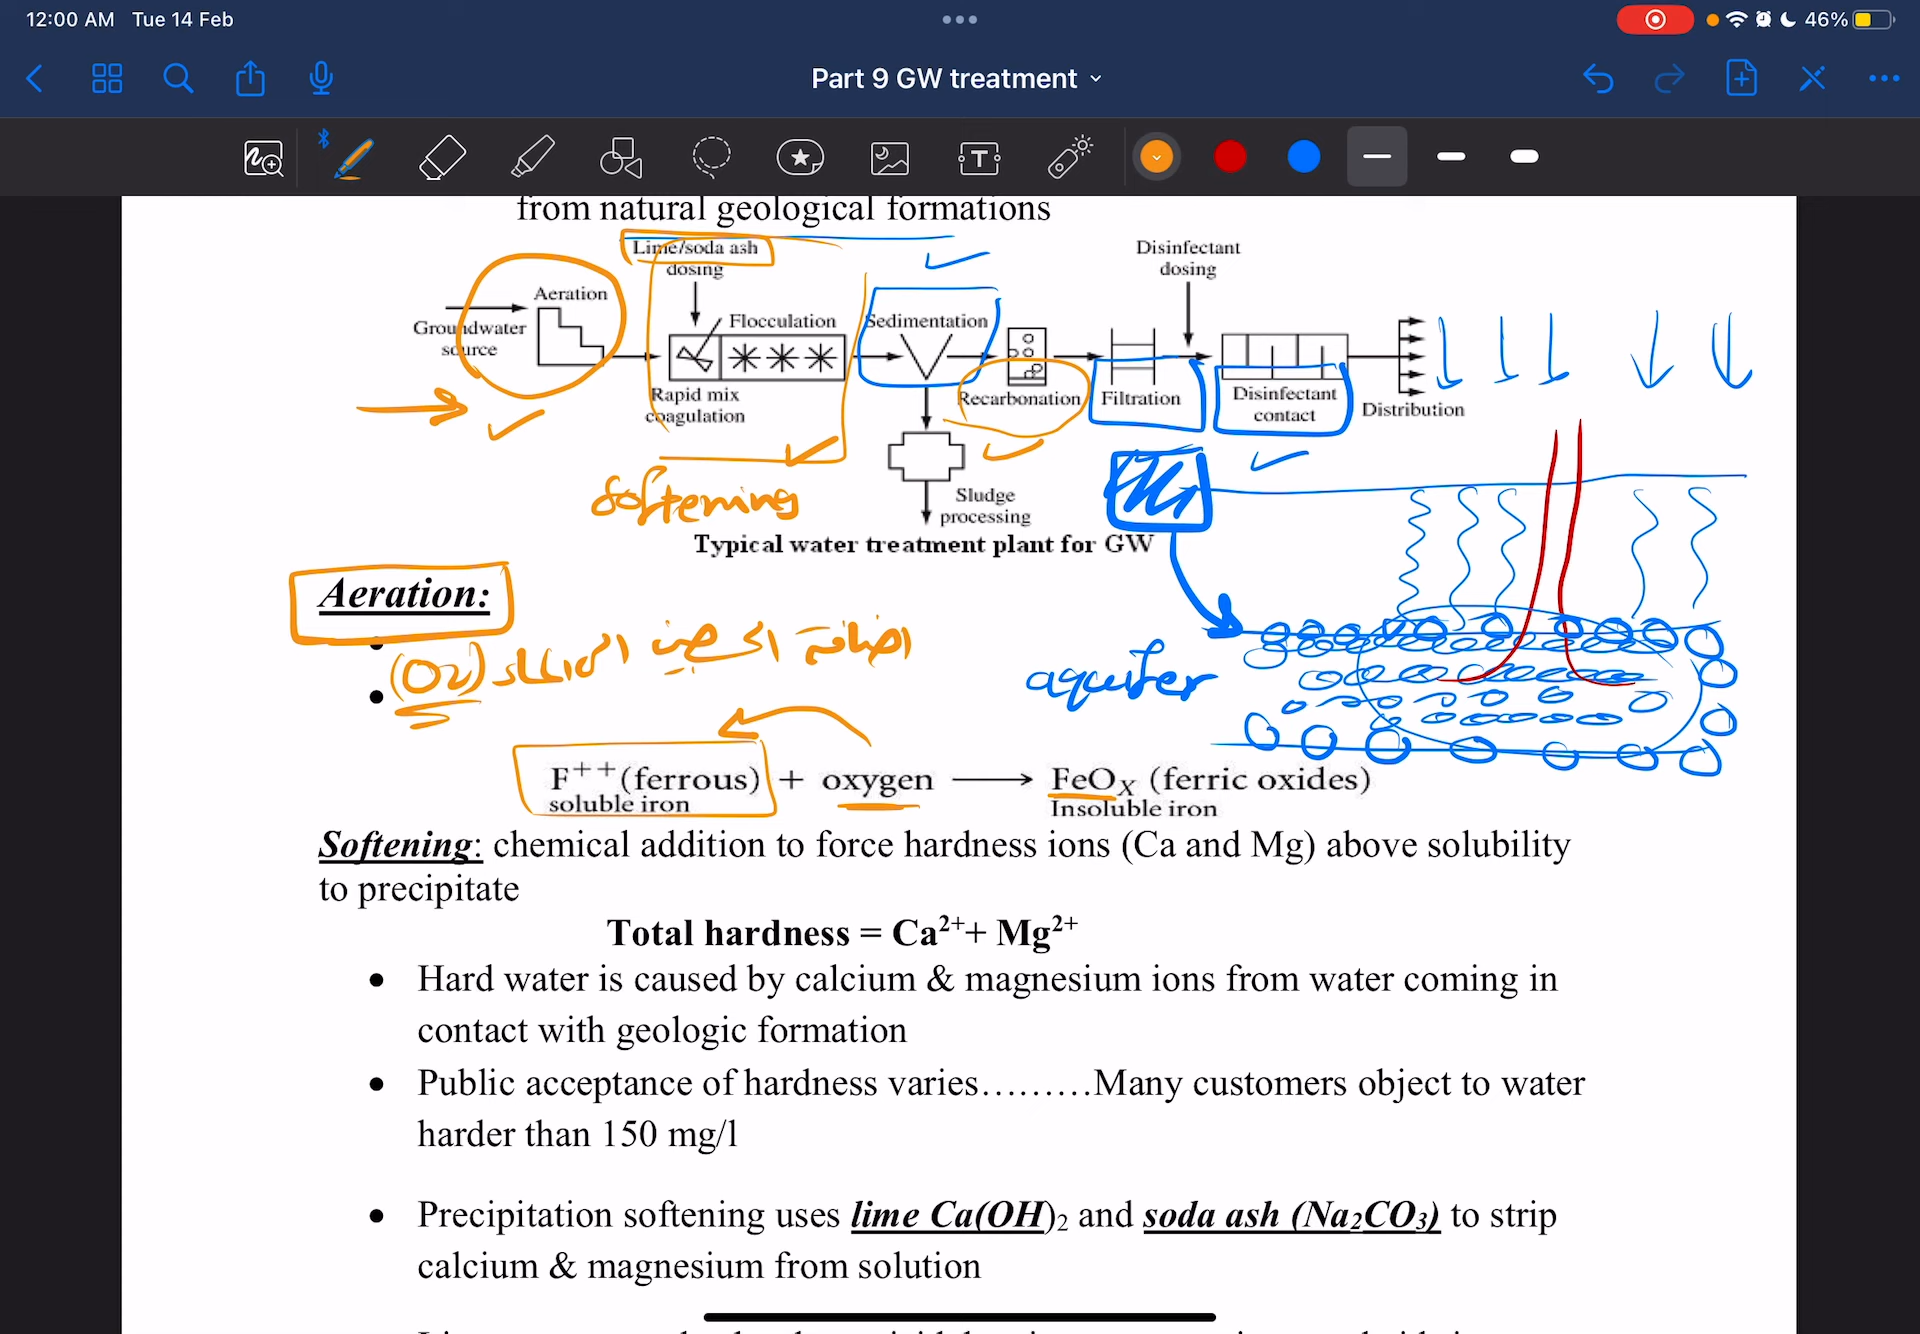 12:00 AM Tue 14 Feb
46%
Part 9 GW treatment
T
from natural geological formations
Lime/soda ash
dosing
Disinfectant
dosing
Aeration
Groundwater
source
Flocculation
Sedimentation
Rapid mix
coagulation
Recarbonation
Filtration
Disinfectant
contact
Distribution
softening
Sludge
processing
Typical water treatment plant for GW
Aeration:
اضافة
(O2)
aquifer
F++(ferrous) + oxygen ⟶ FeOX (ferric oxides)
soluble iron
Insoluble iron
Softening: chemical addition to force hardness ions (Ca and Mg) above solubility
to precipitate
Total hardness = Ca2++ Mg2+
• Hard water is caused by calcium & magnesium ions from water coming in
contact with geologic formation
• Public acceptance of hardness varies.........Many customers object to water
harder than 150 mg/l
• Precipitation softening uses lime Ca(OH)2 and soda ash (Na2CO3) to strip
calcium & magnesium from solution